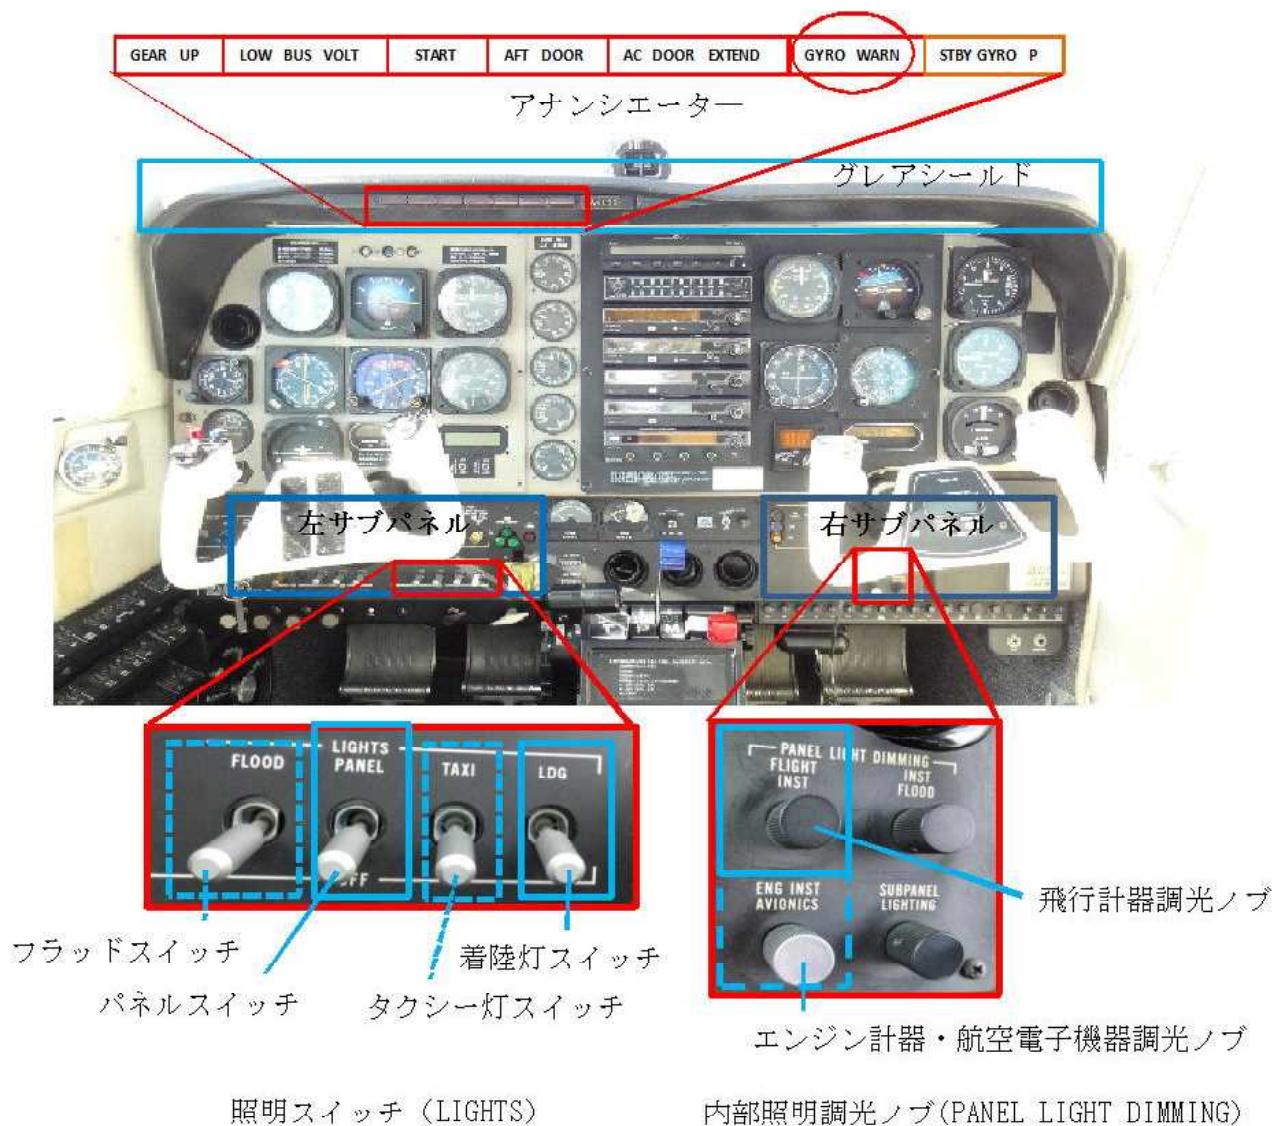 GEAR UP
LOW BUS VOLT
START
AFT DOOR
AC DOOR EXTEND
GYRO WARN
STBY GYRO P
アナンシエーター
グレアシールド
左サブパネル
右サブパネル
LIGHTS
FLOOD
PANEL
TAXI
LDG
OFF
PANEL LIGHT DIMMING
FLIGHT
INST
INST
FLOOD
ENG INST
AVIONICS
SUBPANEL
LIGHTING
飛行計器調光ノブ
フラッドスイッチ
着陸灯スイッチ
パネルスイッチ
タクシー灯スイッチ
エンジン計器・航空電子機器調光ノブ
照明スイッチ (LIGHTS)
内部照明調光ノブ(PANEL LIGHT DIMMING)